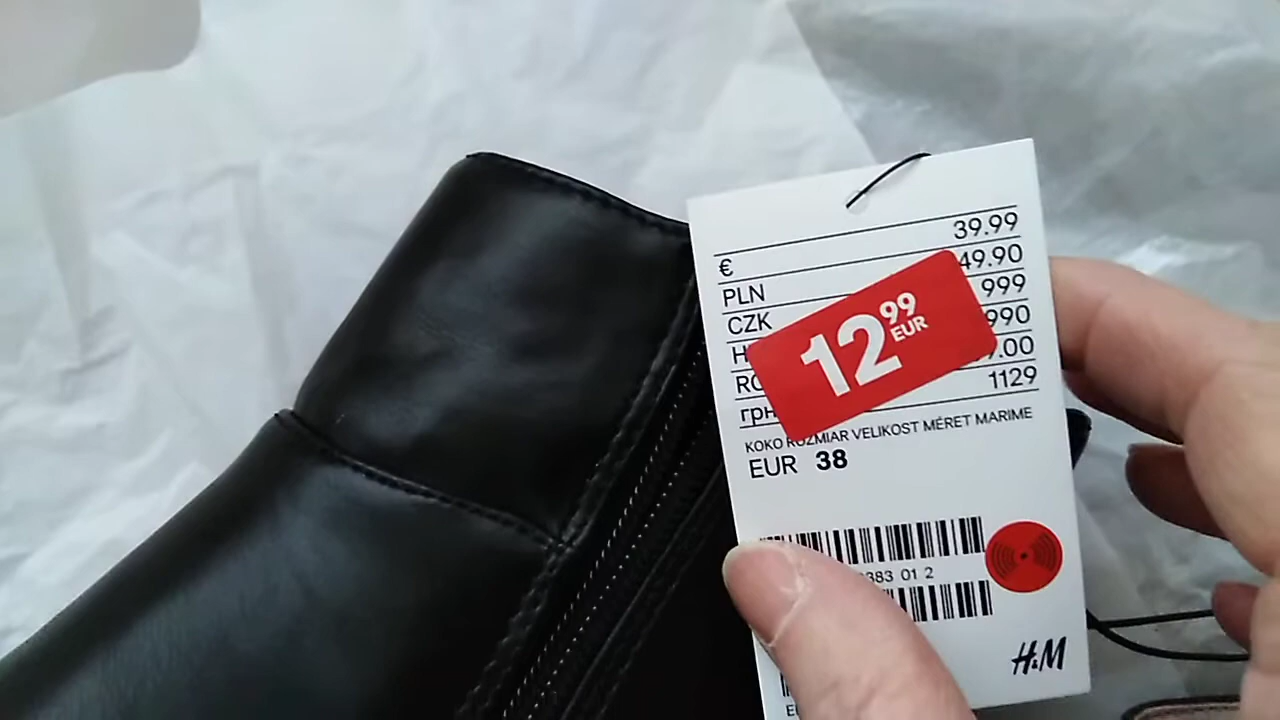 € 39.99
PLN 49.90
CZK 999
990
.00
грн 1129
12 99 EUR
KOKO ROZMIAR VELIKOST MÉRET MARIME
EUR 38
383 01 2
H&M